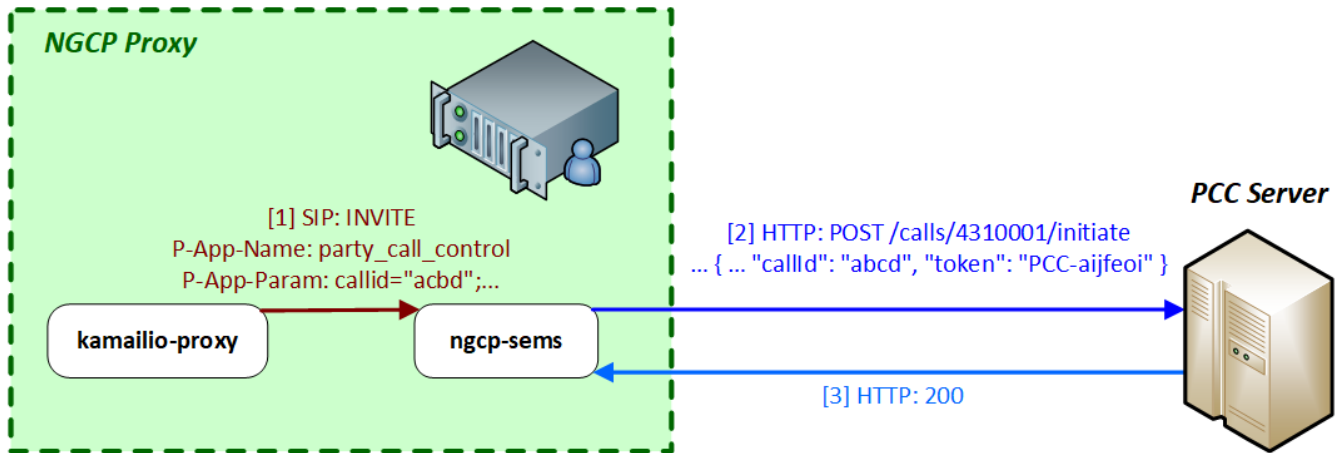 NGCP Proxy
[1] SIP: INVITE
P-App-Name: party_call_control
P-App-Param: callid="acbd";...
kamailio-proxy
ngcp-sems
[2] HTTP: POST /calls/4310001/initiate
... { ... "callId": "abcd", "token": "PCC-aijfeoi" }
[3] HTTP: 200
PCC Server